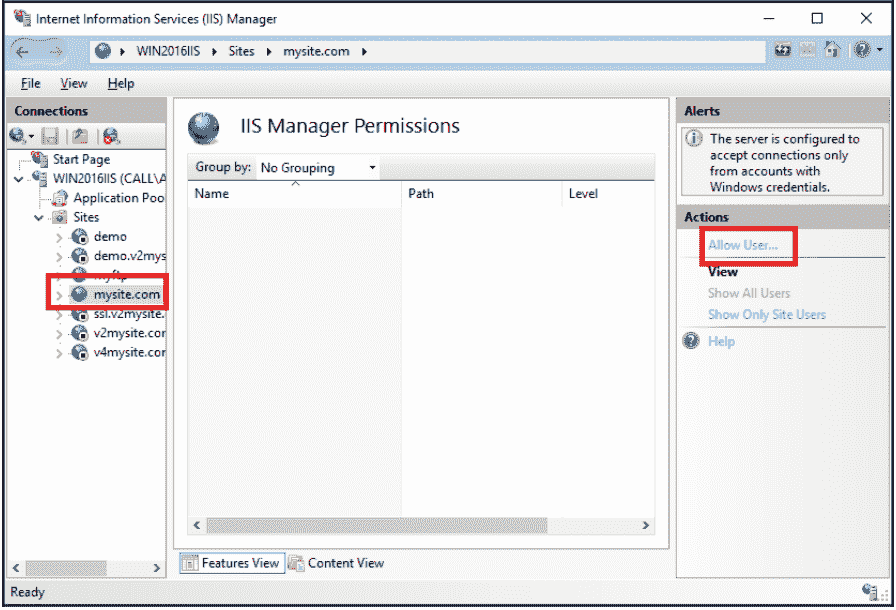 Internet Information Services (IIS) Manager
WIN2016IIS Sites mysite.com
File View Help
Connections
Start Page
WIN2016IIS (CALL\A
Application Poo
Sites
demo
demo.v2mys
myftp
mysite.com
ssl.v2mysite.
v2mysite.cor
v4mysite.cor
IIS Manager Permissions
Group by: No Grouping
Name Path Level
Features View Content View
Alerts
The server is configured to
accept connections only
from accounts with
Windows credentials.
Actions
Allow User...
View
Show All Users
Show Only Site Users
Help
Ready